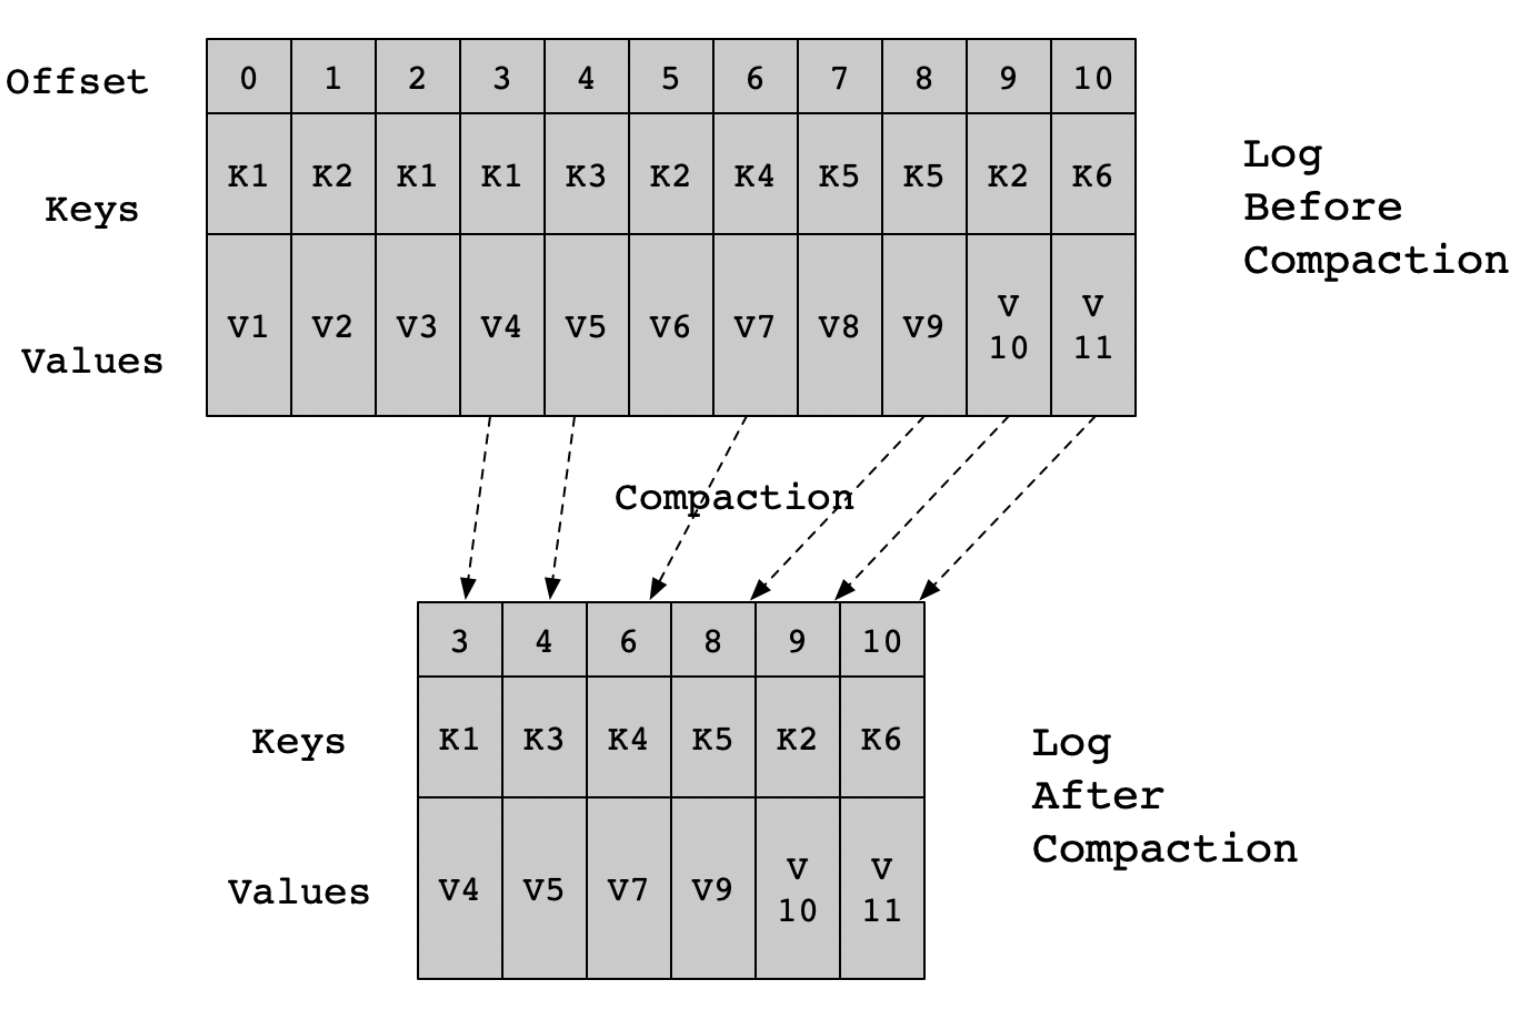 Offset 0 1 2 3 4 5 6 7 8 9 10
Keys K1 K2 K1 K1 K3 K2 K4 K5 K5 K2 K6
Values V1 V2 V3 V4 V5 V6 V7 V8 V9 V 10 V 11
Log
Before
Compaction
Compaction
3 4 6 8 9 10
Keys K1 K3 K4 K5 K2 K6
Values V4 V5 V7 V9 V 10 V 11
Log
After
Compaction